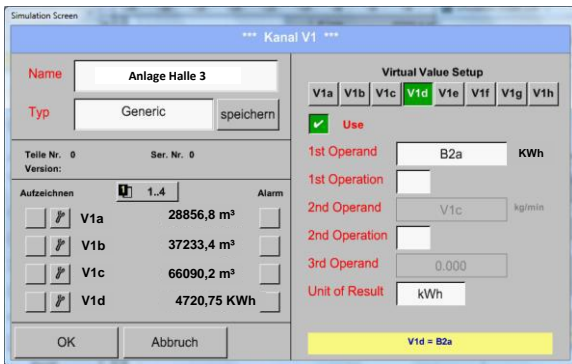 Simulation Screen
*** Kanal V1 ***
Name
Anlage Halle 3
Typ
Generic
speichern
Teile Nr. 0
Ser. Nr. 0
Version:
Aufzeichnen
1..4
Alarm
V1a
28856,8 m³
V1b
37233,4 m³
V1c
66090,2 m³
V1d
4720,75 KWh
OK
Abbruch
Virtual Value Setup
V1a V1b V1c V1d V1e V1f V1g V1h
Use
1st Operand
B2a
KWh
1st Operation
2nd Operand
V1c
kg/min
2nd Operation
3rd Operand
0.000
Unit of Result
kWh
V1d = B2a